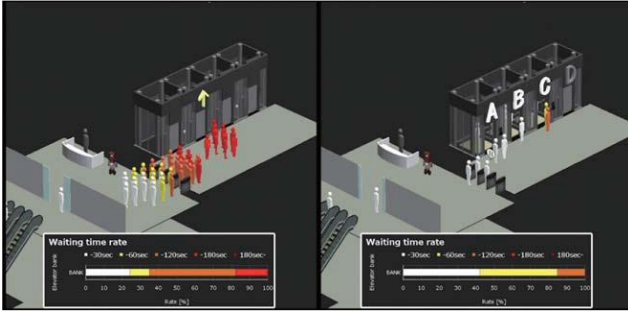 A
B
C
D
Waiting time rate
-30sec -60sec -120sec -180sec 180sec-
Elevator bank
BANK
0 10 20 30 40 50 60 70 80 90 100
Rate [%]
Waiting time rate
-30sec -60sec -120sec -180sec 180sec-
Elevator bank
BANK
0 10 20 30 40 50 60 70 80 90 100
Rate [%]